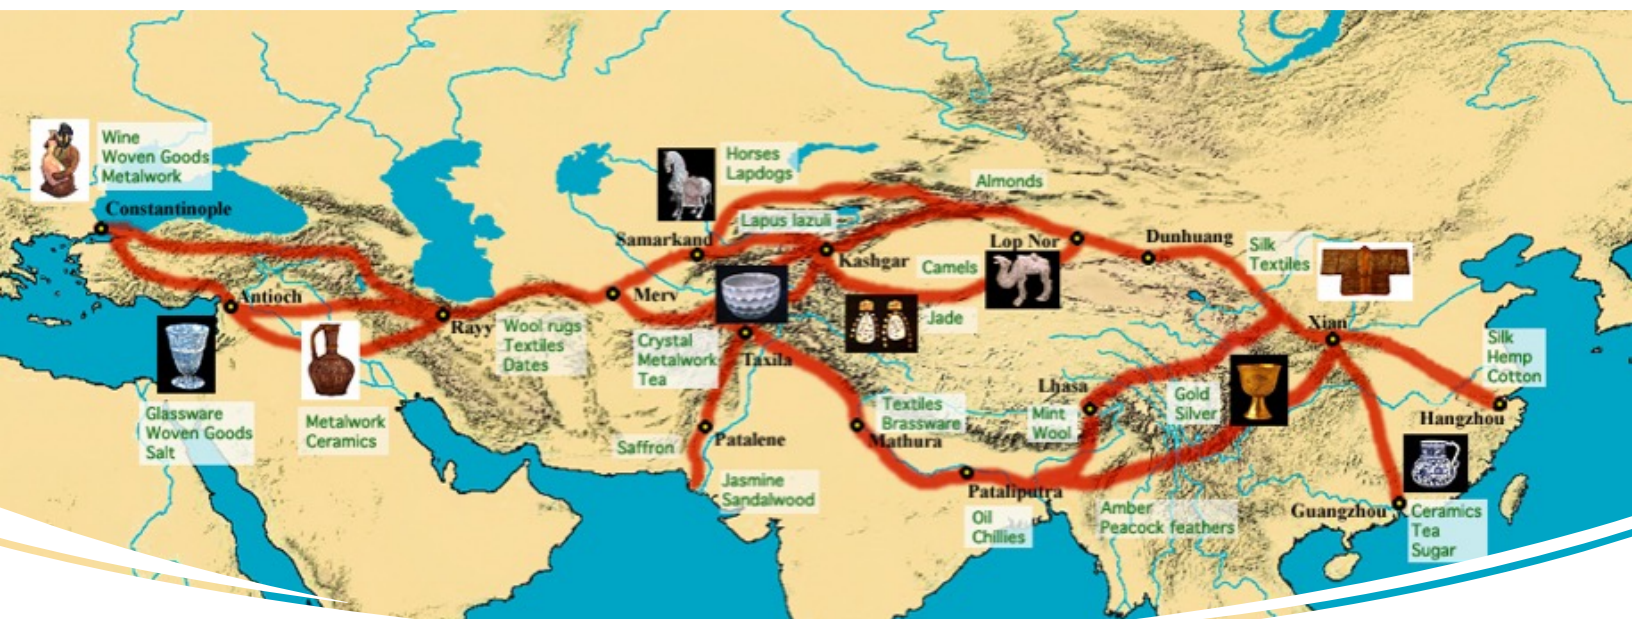 Wine
Woven Goods
Metalwork
Constantinople
Antioch
Glassware
Woven Goods
Salt
Metalwork
Ceramics
Rayy
Wool rugs
Textiles
Dates
Merv
Samarkand
Horses
Lapdogs
Lapus lazuli
Kashgar
Crystal
Metalwork
Tea
Taxila
Saffron
Patalene
Jasmine
Sandalwood
Textiles
Brassware
Mathura
Pataliputra
Oil
Chillies
Almonds
Camels
Jade
Lop Nor
Dunhuang
Silk
Textiles
Lhasa
Mint
Wool
Gold
Silver
Amber
Peacock feathers
Xian
Silk
Hemp
Cotton
Hangzhou
Guangzhou
Ceramics
Tea
Sugar